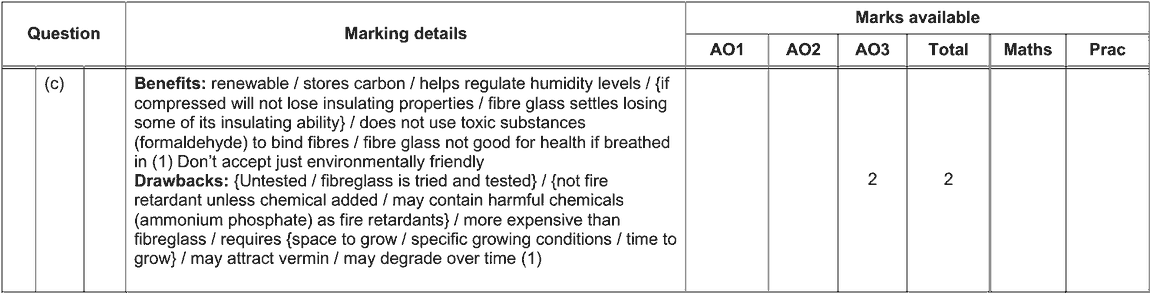 Question
Marking details
Marks available
AO1 AO2 AO3 Total Maths Prac
(c)
Benefits: renewable / stores carbon / helps regulate humidity levels / {if
compressed will not lose insulating properties / fibre glass settles losing
some of its insulating ability} / does not use toxic substances
(formaldehyde) to bind fibres / fibre glass not good for health if breathed
in (1) Don’t accept just environmentally friendly
Drawbacks: {Untested / fibreglass is tried and tested} / {not fire
retardant unless chemical added / may contain harmful chemicals
(ammonium phosphate) as fire retardants} / more expensive than
fibreglass / requires {space to grow / specific growing conditions / time to
grow} / may attract vermin / may degrade over time (1)
2 2